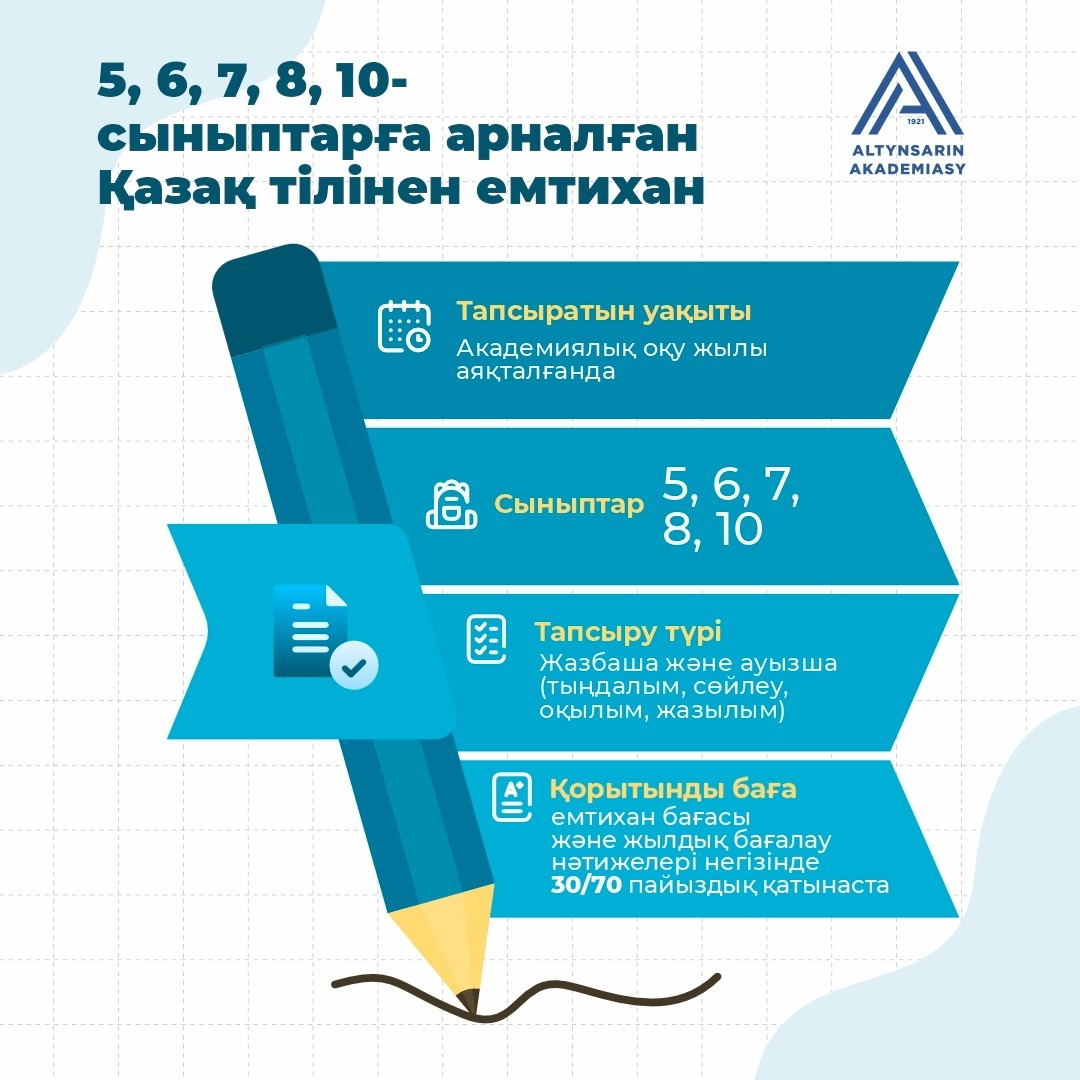 5, 6, 7, 8, 10-
сыныптарға арналған
Қазақ тілінен емтихан
1921
ALTYNSARIN
AKADEMIASY
Тапсыратын уақыты
Академиялық оқу жылы
аяқталғанда
Сыныптар
5, 6, 7,
8, 10
Тапсыру түрі
Жазбаша және ауызша
(тыңдалым, сөйлеу,
оқылым, жазылым)
A+
Қорытынды баға
емтихан бағасы
және жылдық бағалау
нәтижелері негізінде
30/70 пайыздық қатынаста